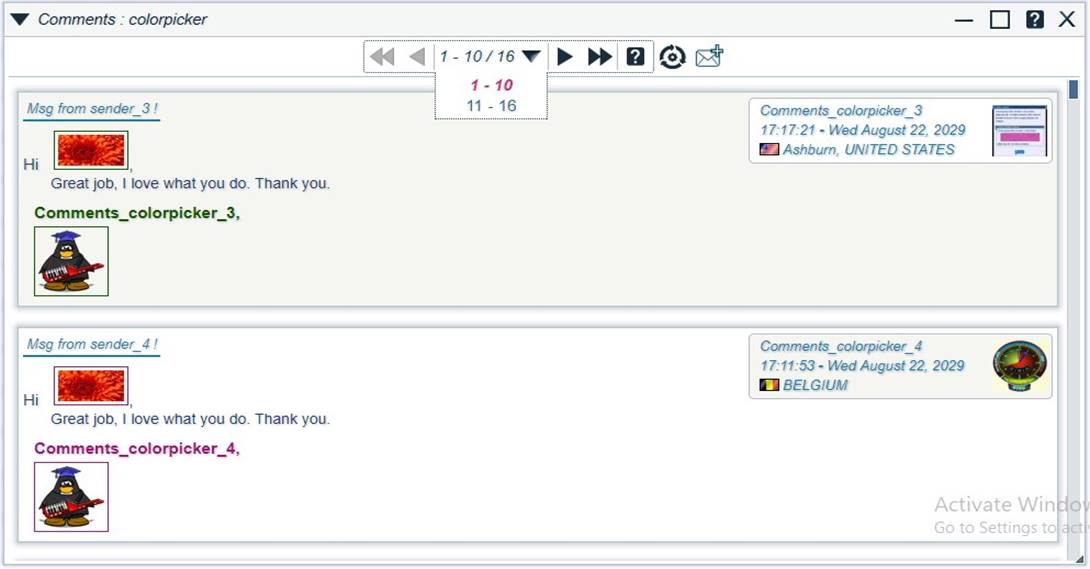 Comments : colorpicker
1 - 10 / 16
?
1 - 10
11 - 16
Msg from sender_3 !
Comments_colorpicker_3
17:17:21 - Wed August 22, 2029
Ashburn, UNITED STATES
Hi ,
Great job, I love what you do. Thank you.
Comments_colorpicker_3,
Msg from sender_4 !
Comments_colorpicker_4
17:11:53 - Wed August 22, 2029
BELGIUM
Hi ,
Great job, I love what you do. Thank you.
Comments_colorpicker_4,
Activate Window
Go to Settings to acti